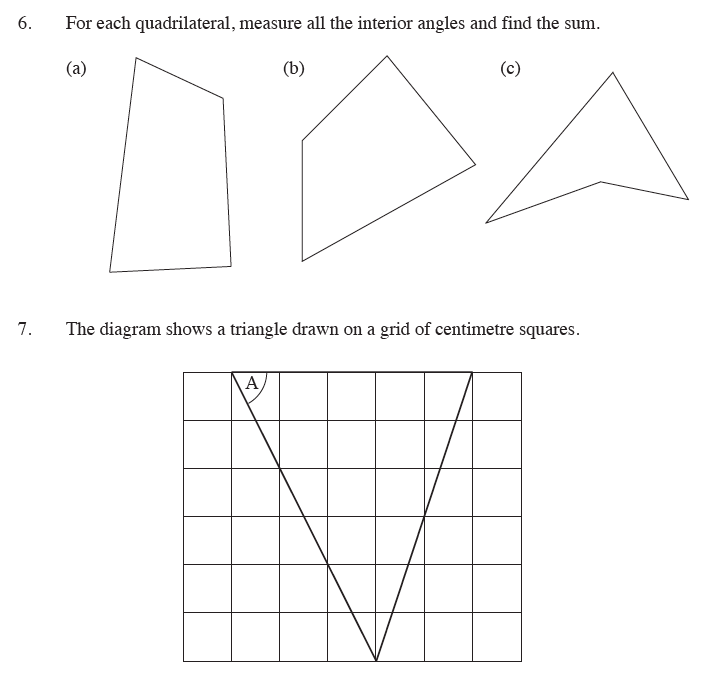 6. For each quadrilateral, measure all the interior angles and find the sum.
(a) (b) (c)
7. The diagram shows a triangle drawn on a grid of centimetre squares.
A